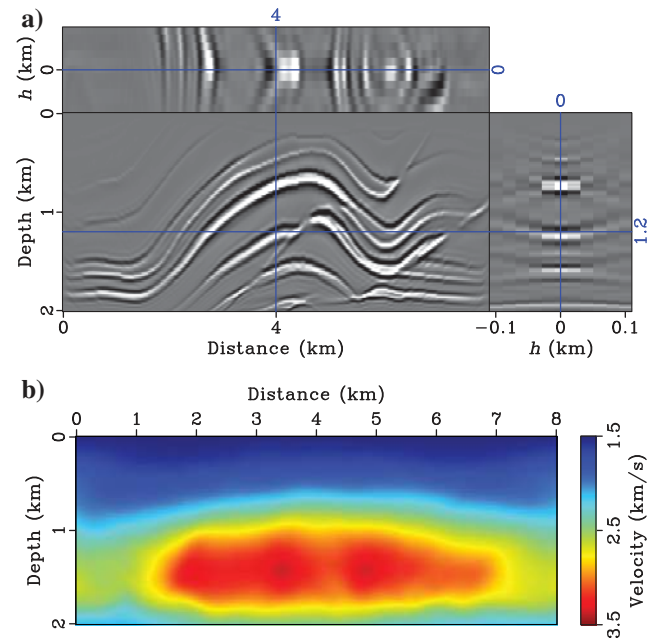 a)
4
h (km)
0
0
0
0
Depth (km)
1
1.2
2
0
4
−0.1
0
0.1
Distance (km)
h (km)
b)
Distance (km)
0 1 2 3 4 5 6 7 8
0
1.5
Depth (km)
1
2.5
Velocity (km/s)
2
3.5